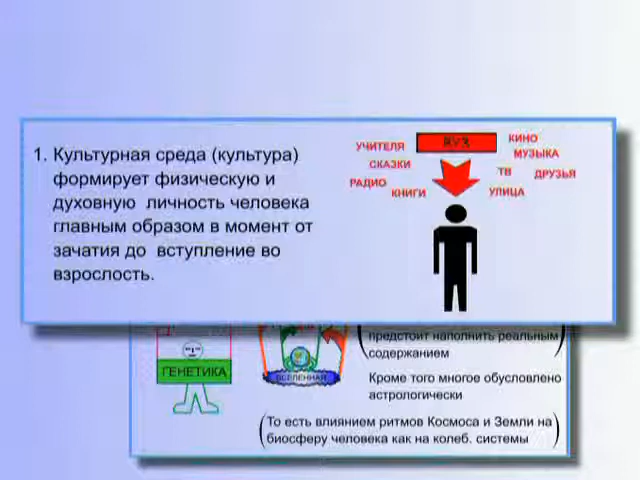 1. Культурная среда (культура)
формирует физическую и
духовную личность человека
главным образом в момент от
зачатия до вступление во
взрослость.
ВУЗ
УЧИТЕЛЯ
КИНО
МУЗЫКА
СКАЗКИ
ТВ
ДРУЗЬЯ
РАДИО
КНИГИ
УЛИЦА
предстоит наполнить реальным
содержанием
ГЕНЕТИКА
ВСЕЛЕННАЯ
Кроме того многое обусловлено
астрологически
(То есть влиянием ритмов Космоса и Земли на
биосферу человека как на колеб. системы)